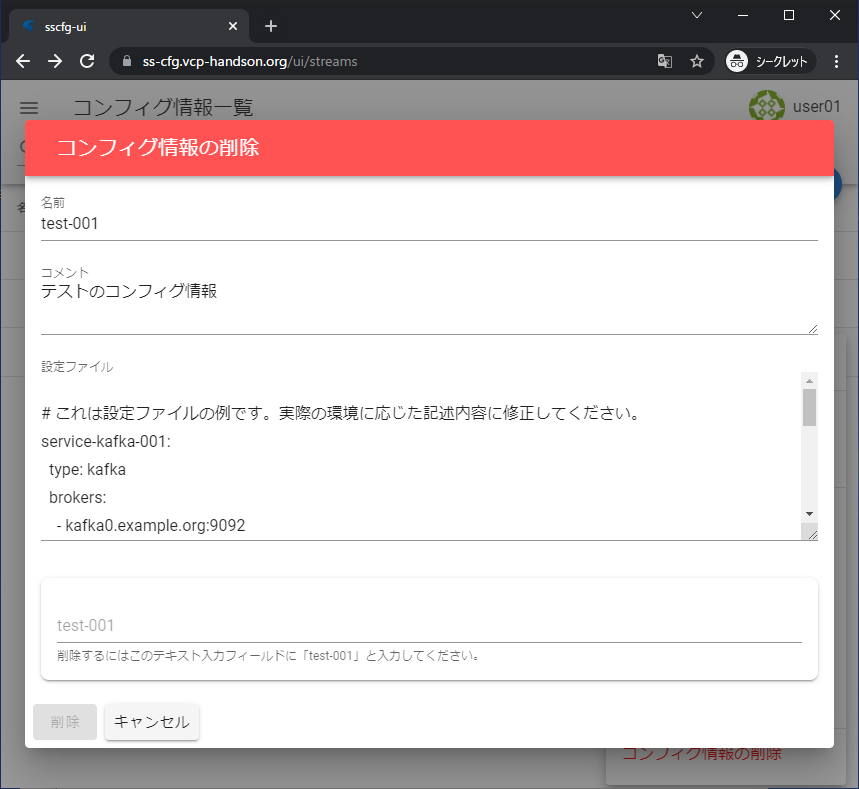 sscfg-ui
ss-cfg.vcp-handson.org/ui/streams
シークレット
コンフィグ情報一覧
user01
コンフィグ情報の削除
名前
test-001
コメント
テストのコンフィグ情報
設定ファイル
# これは設定ファイルの例です。実際の環境に応じた記述内容に修正してください。
service-kafka-001:
type: kafka
brokers:
- kafka0.example.org:9092
test-001
削除するにはこのテキスト入力フィールドに「test-001」と入力してください。
削除
キャンセル
コンフィグ情報の削除